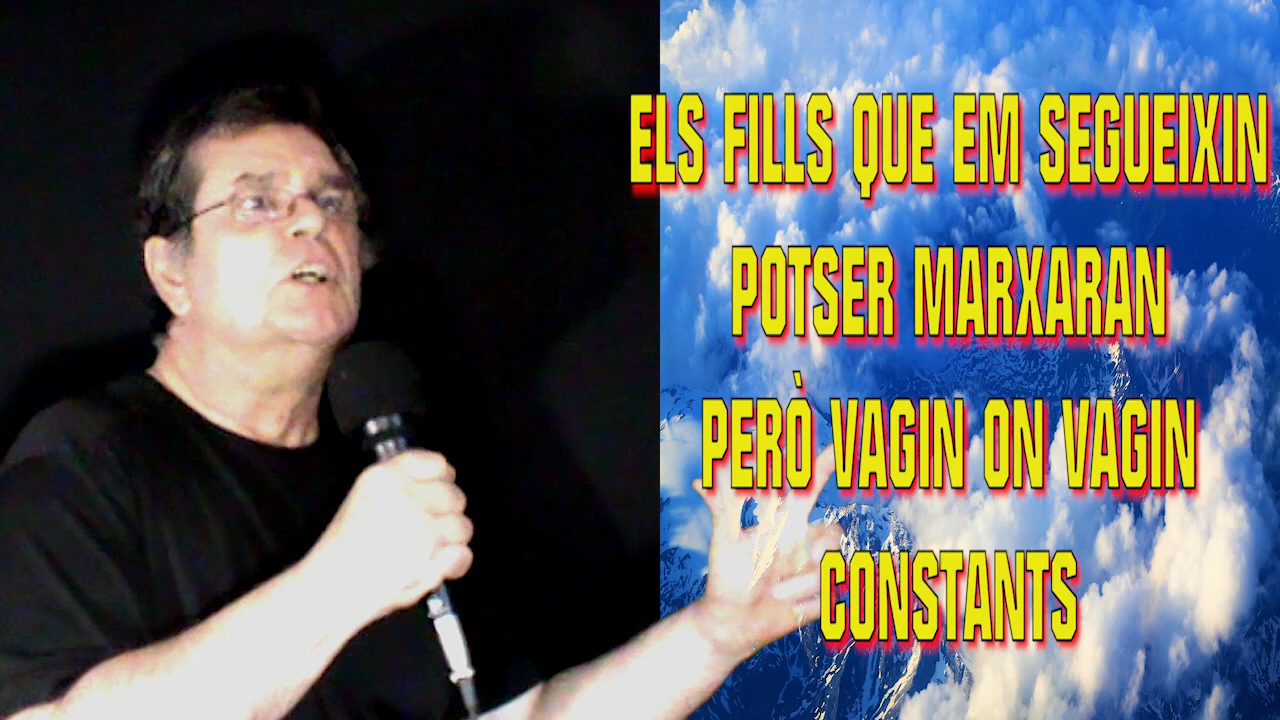 ELS FILLS QUE EM SEGUEIXIN
POTSER MARXARAN
PERÒ VAGIN ON VAGIN
CONSTANTS